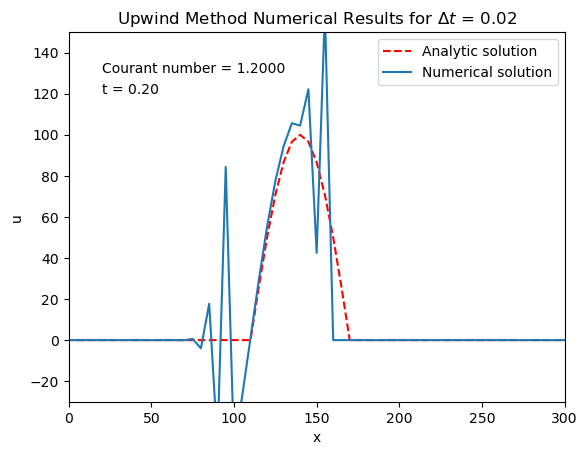 Upwind Method Numerical Results for Δt = 0.02
Courant number = 1.2000
t = 0.20
Analytic solution
Numerical solution
u
140
120
100
80
60
40
20
0
−20
0 50 100 150 200 250 300
x